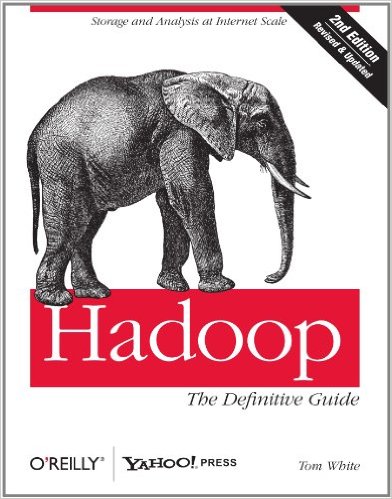 Storage and Analysis at Internet Scale
2nd Edition
Revised & Updated
Hadoop
The Definitive Guide
O'REILLY®
YAHOO! PRESS
Tom White